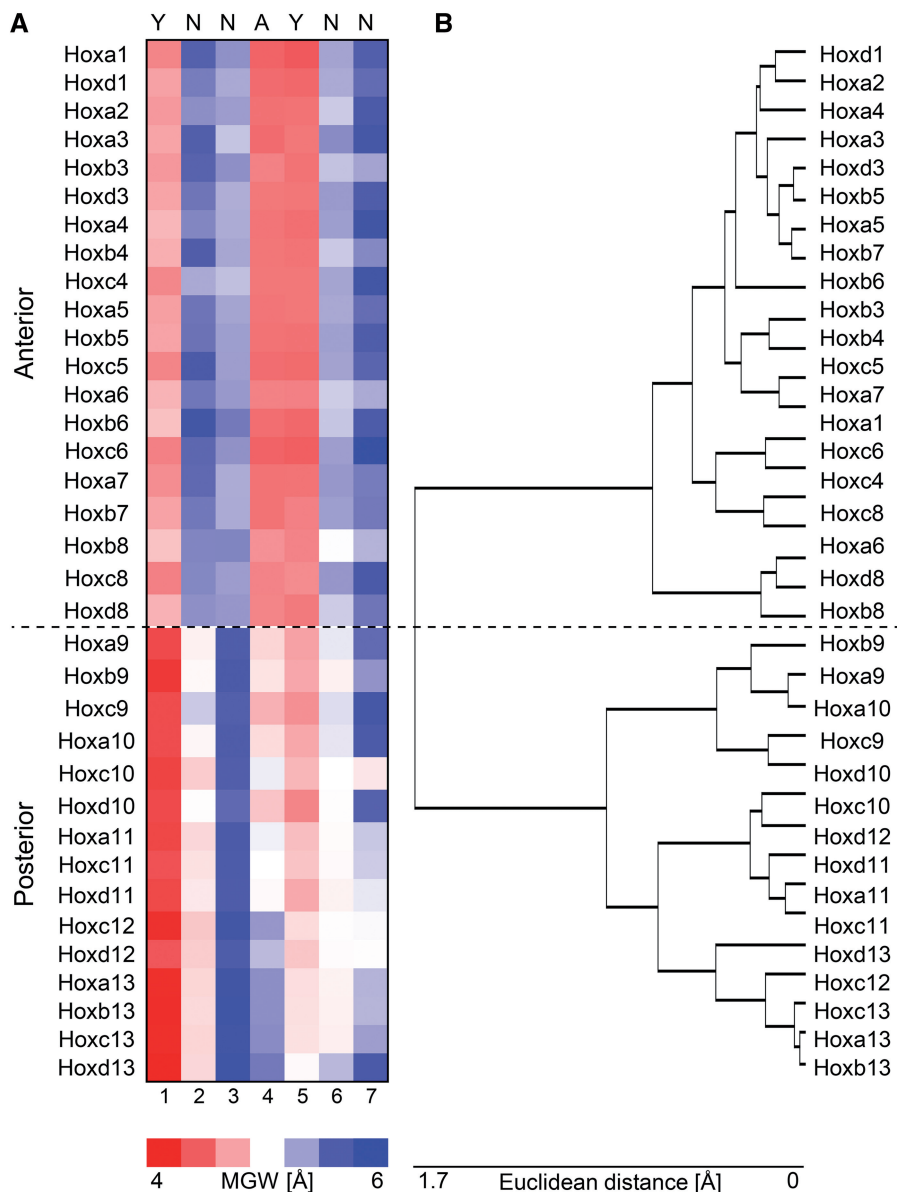 A
Y N N A Y N N
Hoxa1
Hoxd1
Hoxa2
Hoxa3
Hoxb3
Hoxd3
Hoxa4
Hoxb4
Hoxc4
Hoxa5
Hoxb5
Hoxc5
Hoxa6
Hoxb6
Hoxc6
Hoxa7
Hoxb7
Hoxb8
Hoxc8
Hoxd8
Hoxa9
Hoxb9
Hoxc9
Hoxa10
Hoxc10
Hoxd10
Hoxa11
Hoxc11
Hoxd11
Hoxc12
Hoxd12
Hoxa13
Hoxb13
Hoxc13
Hoxd13
Anterior
Posterior
1 2 3 4 5 6 7
4 MGW [Å] 6
B
Hoxd1
Hoxa2
Hoxa4
Hoxa3
Hoxd3
Hoxb5
Hoxa5
Hoxb7
Hoxb6
Hoxb3
Hoxb4
Hoxc5
Hoxa7
Hoxa1
Hoxc6
Hoxc4
Hoxc8
Hoxa6
Hoxd8
Hoxb8
Hoxb9
Hoxa9
Hoxa10
Hoxc9
Hoxd10
Hoxc10
Hoxd12
Hoxd11
Hoxa11
Hoxc11
Hoxd13
Hoxc12
Hoxc13
Hoxa13
Hoxb13
1.7 Euclidean distance [Å] 0